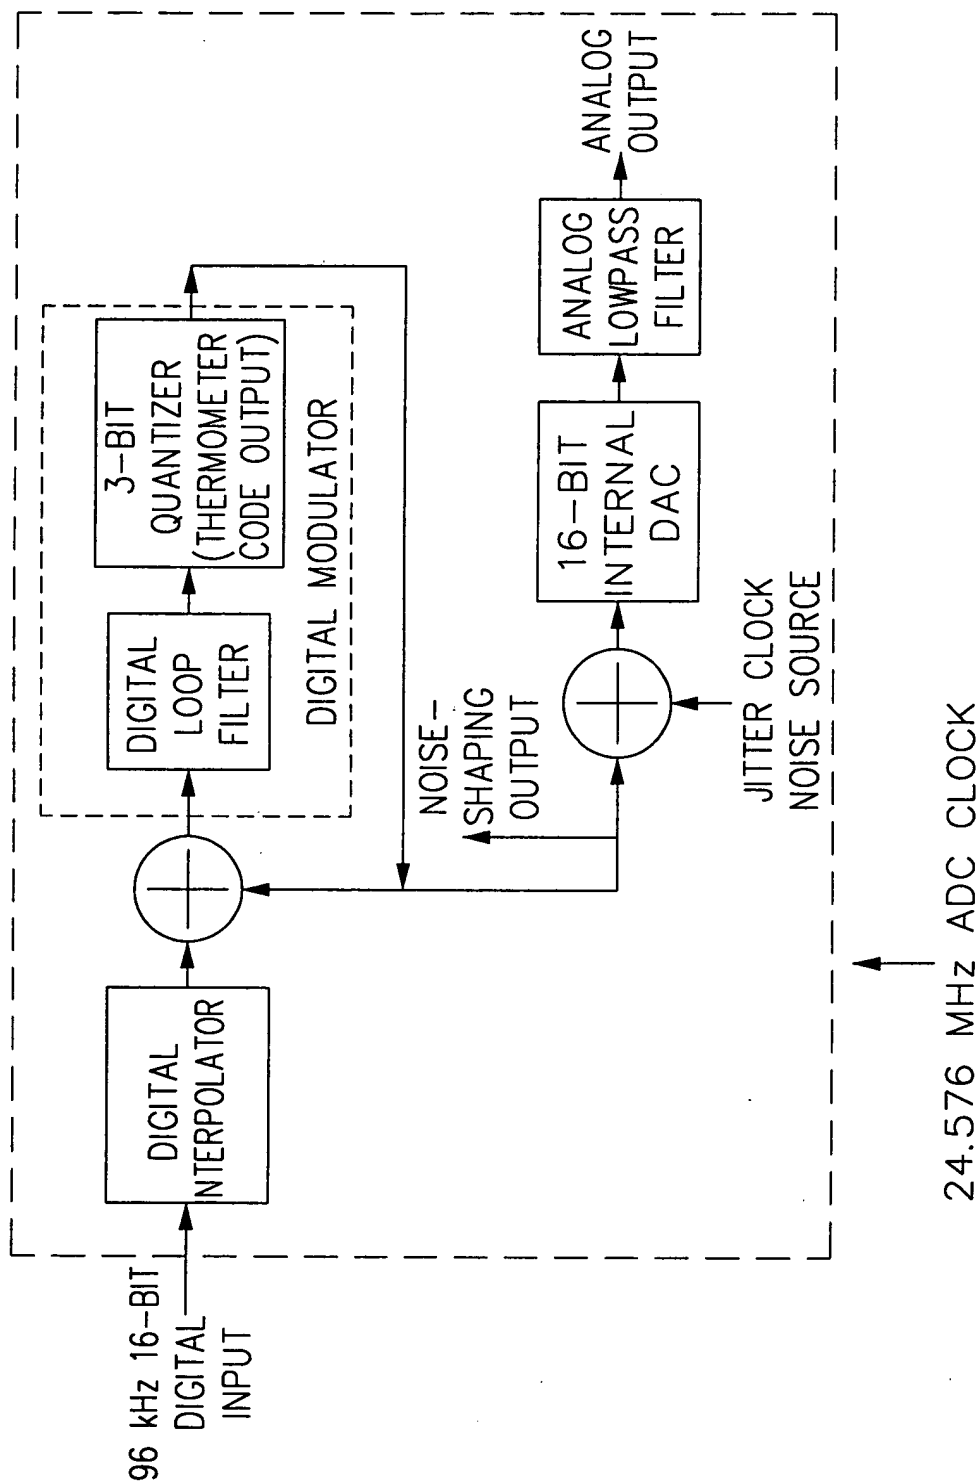 96 kHz 16-BIT
DIGITAL
INPUT
DIGITAL
NTERPOLATOR
DIGITAL
LOOP
FILTER
3-BIT
QUANTIZER
(THERMOMETER
CODE OUTPUT)
DIGITAL MODULATOR
NOISE-
SHAPING
OUTPUT
JITTER CLOCK
NOISE SOURCE
16-BIT
INTERNAL
DAC
ANALOG
LOWPASS
FILTER
ANALOG
OUTPUT
24.576 MHz ADC CLOCK